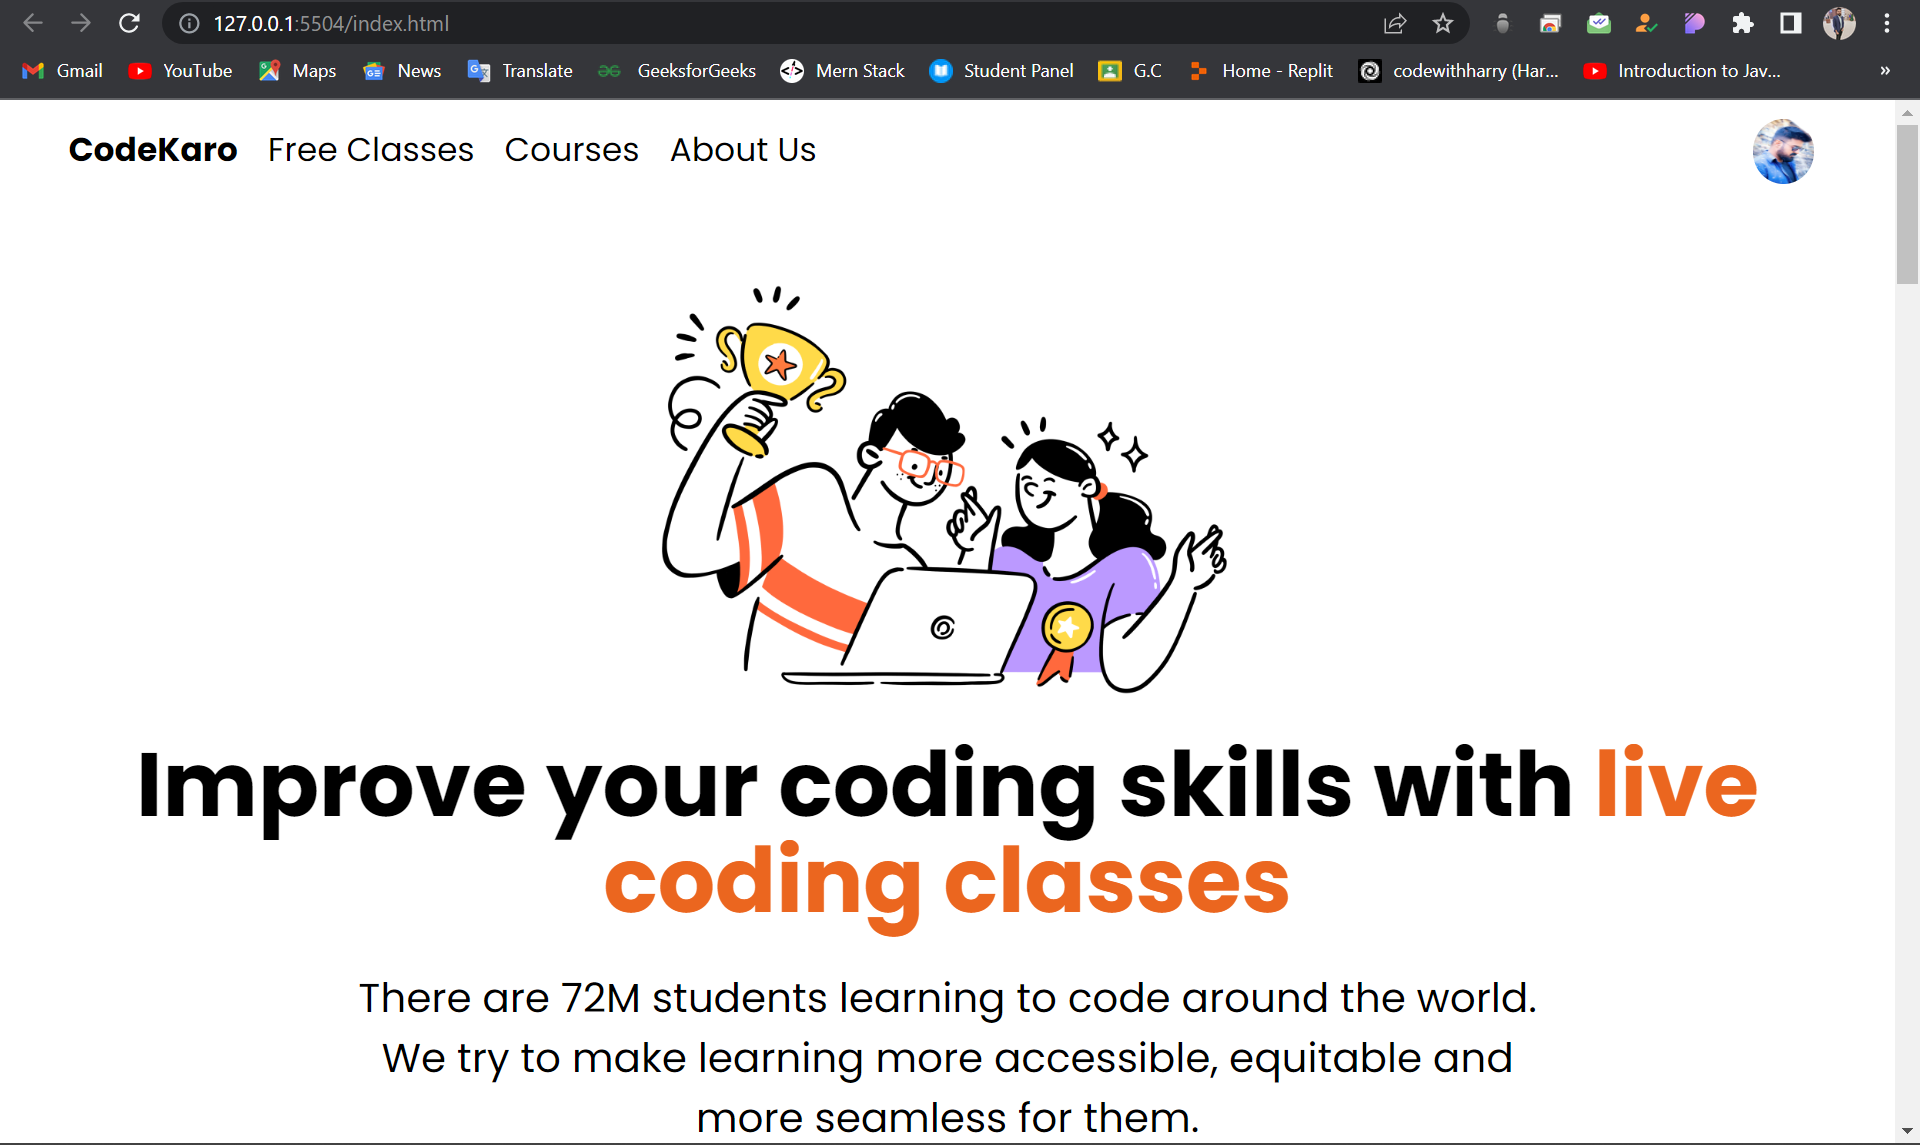 127.0.0.1:5504/index.html
Gmail YouTube Maps News Translate GeeksforGeeks Mern Stack Student Panel G.C Home - Replit codewithharry (Har... Introduction to Jav... »
CodeKaro Free Classes Courses About Us
Improve your coding skills with live
coding classes
There are 72M students learning to code around the world.
We try to make learning more accessible, equitable and
more seamless for them.